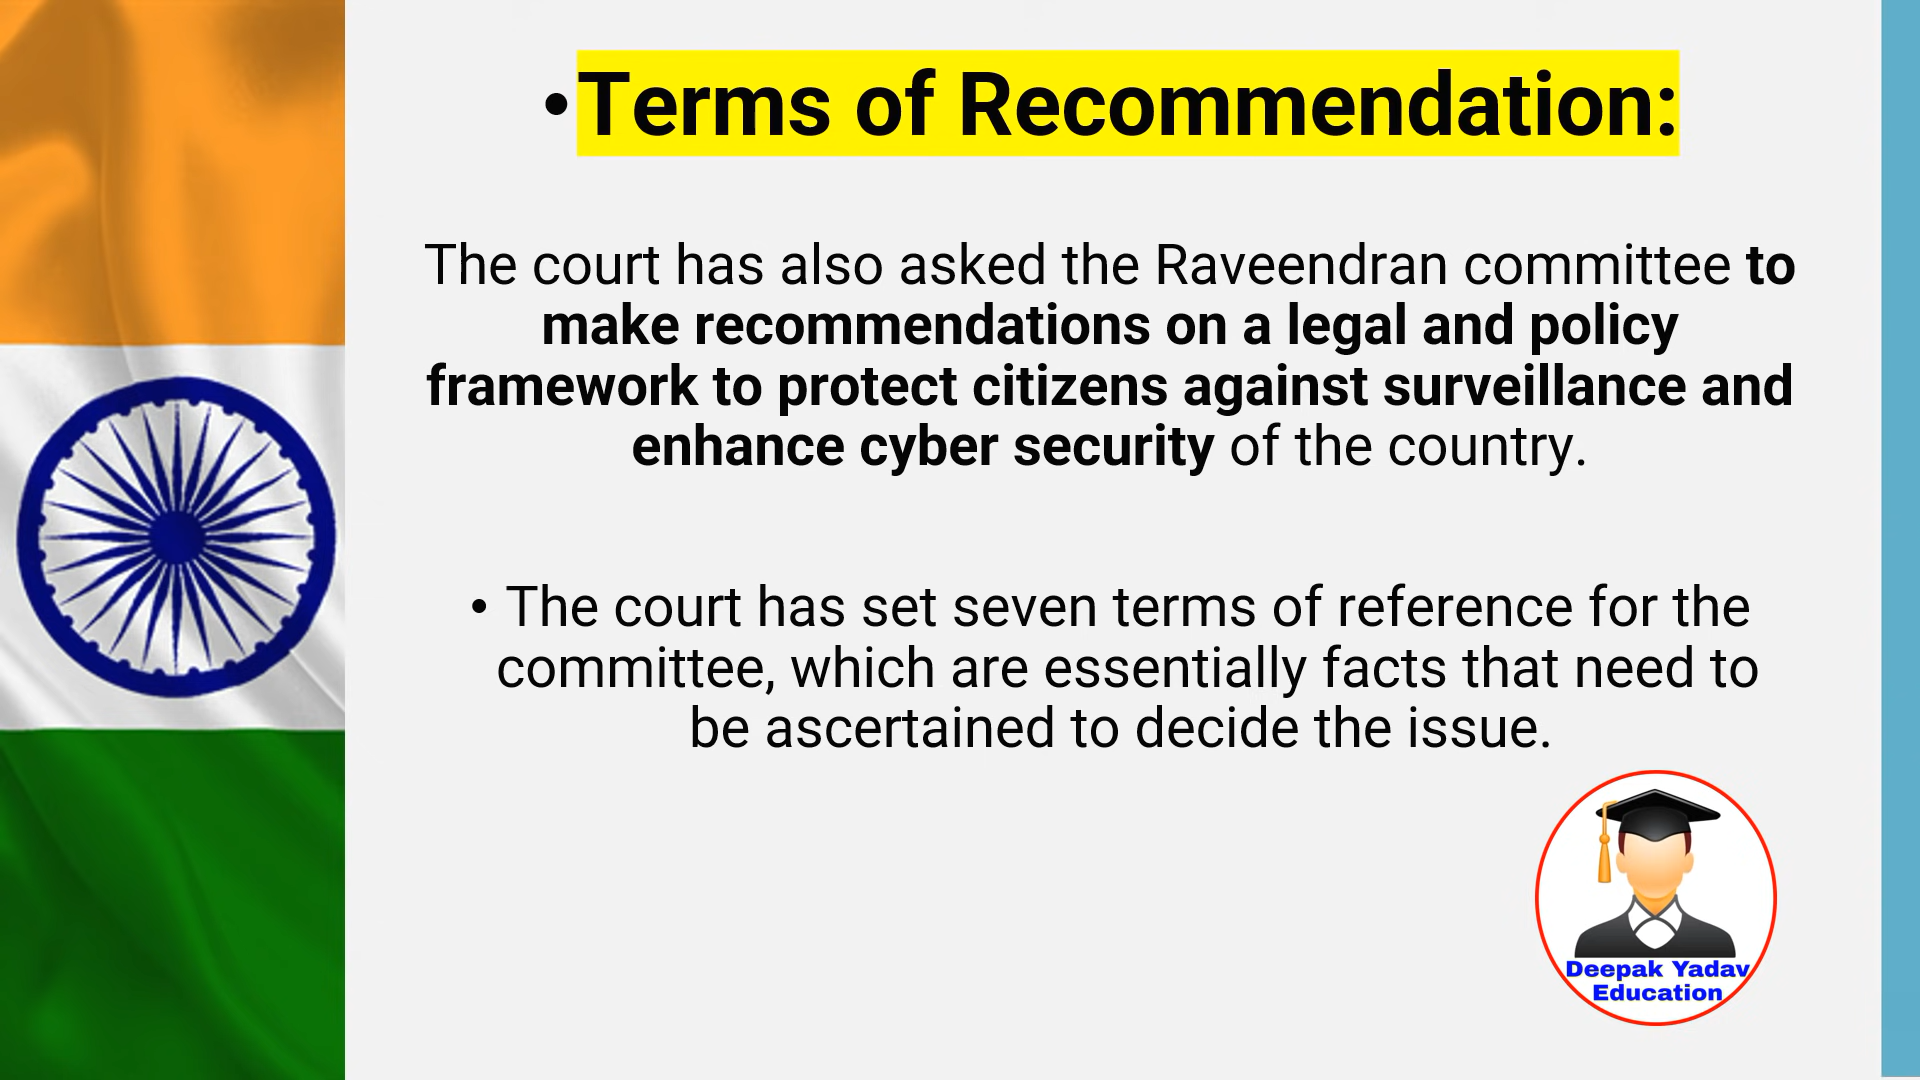 •Terms of Recommendation:
The court has also asked the Raveendran committee to
make recommendations on a legal and policy
framework to protect citizens against surveillance and
enhance cyber security of the country.
• The court has set seven terms of reference for the
committee, which are essentially facts that need to
be ascertained to decide the issue.
Deepak Yadav
Education